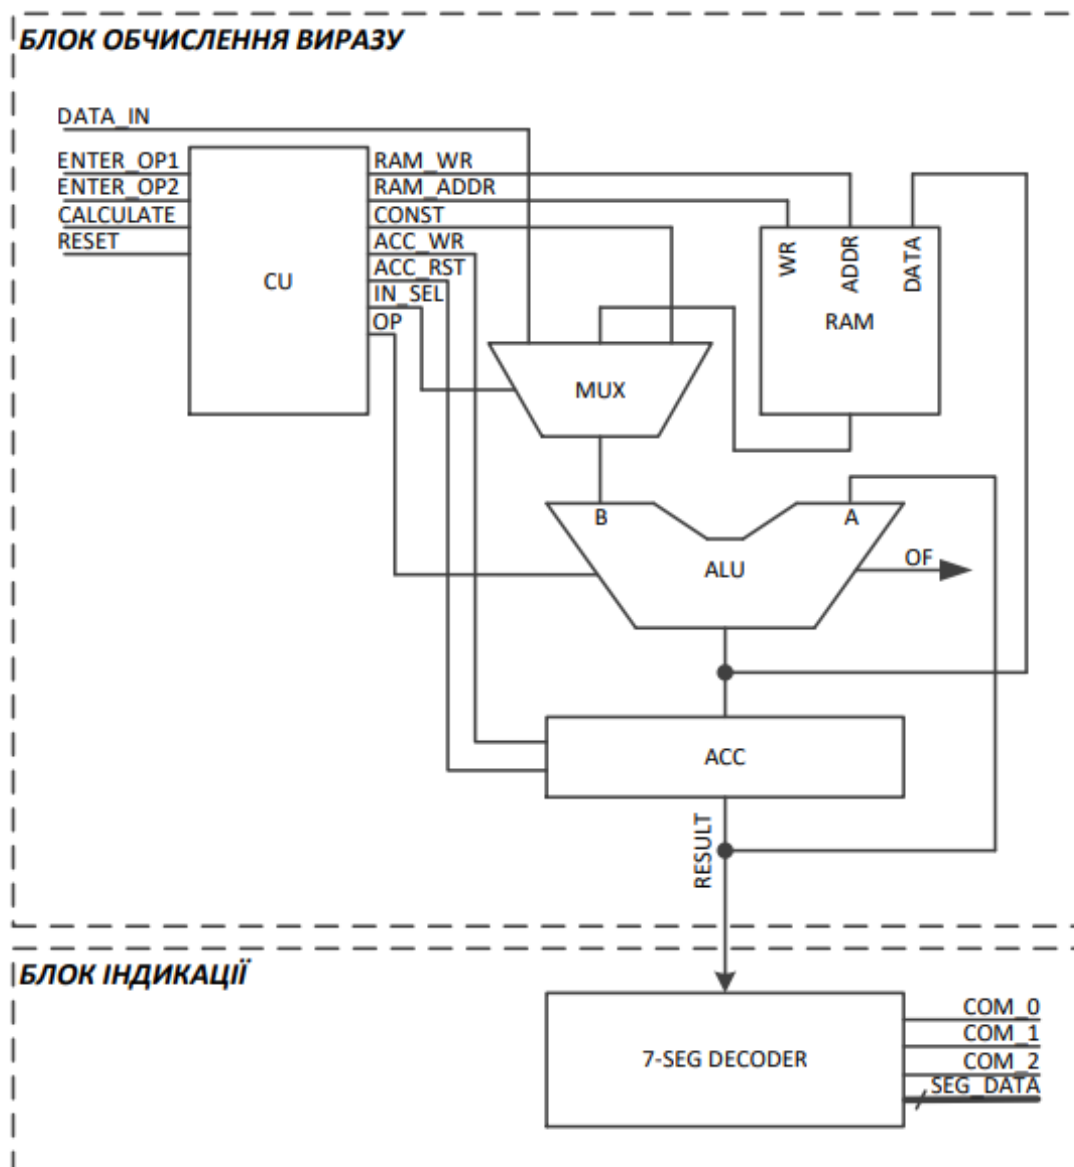 БЛОК ОБЧИСЛЕННЯ ВИРАЗУ
DATA_IN
ENTER_OP1
ENTER_OP2
CALCULATE
RESET
CU
RAM_WR
RAM_ADDR
CONST
ACC_WR
ACC_RST
IN_SEL
OP
WR
ADDR
DATA
RAM
MUX
B
A
ALU
OF
ACC
RESULT
БЛОК ІНДИКАЦІЇ
7-SEG DECODER
COM_0
COM_1
COM_2
SEG_DATA